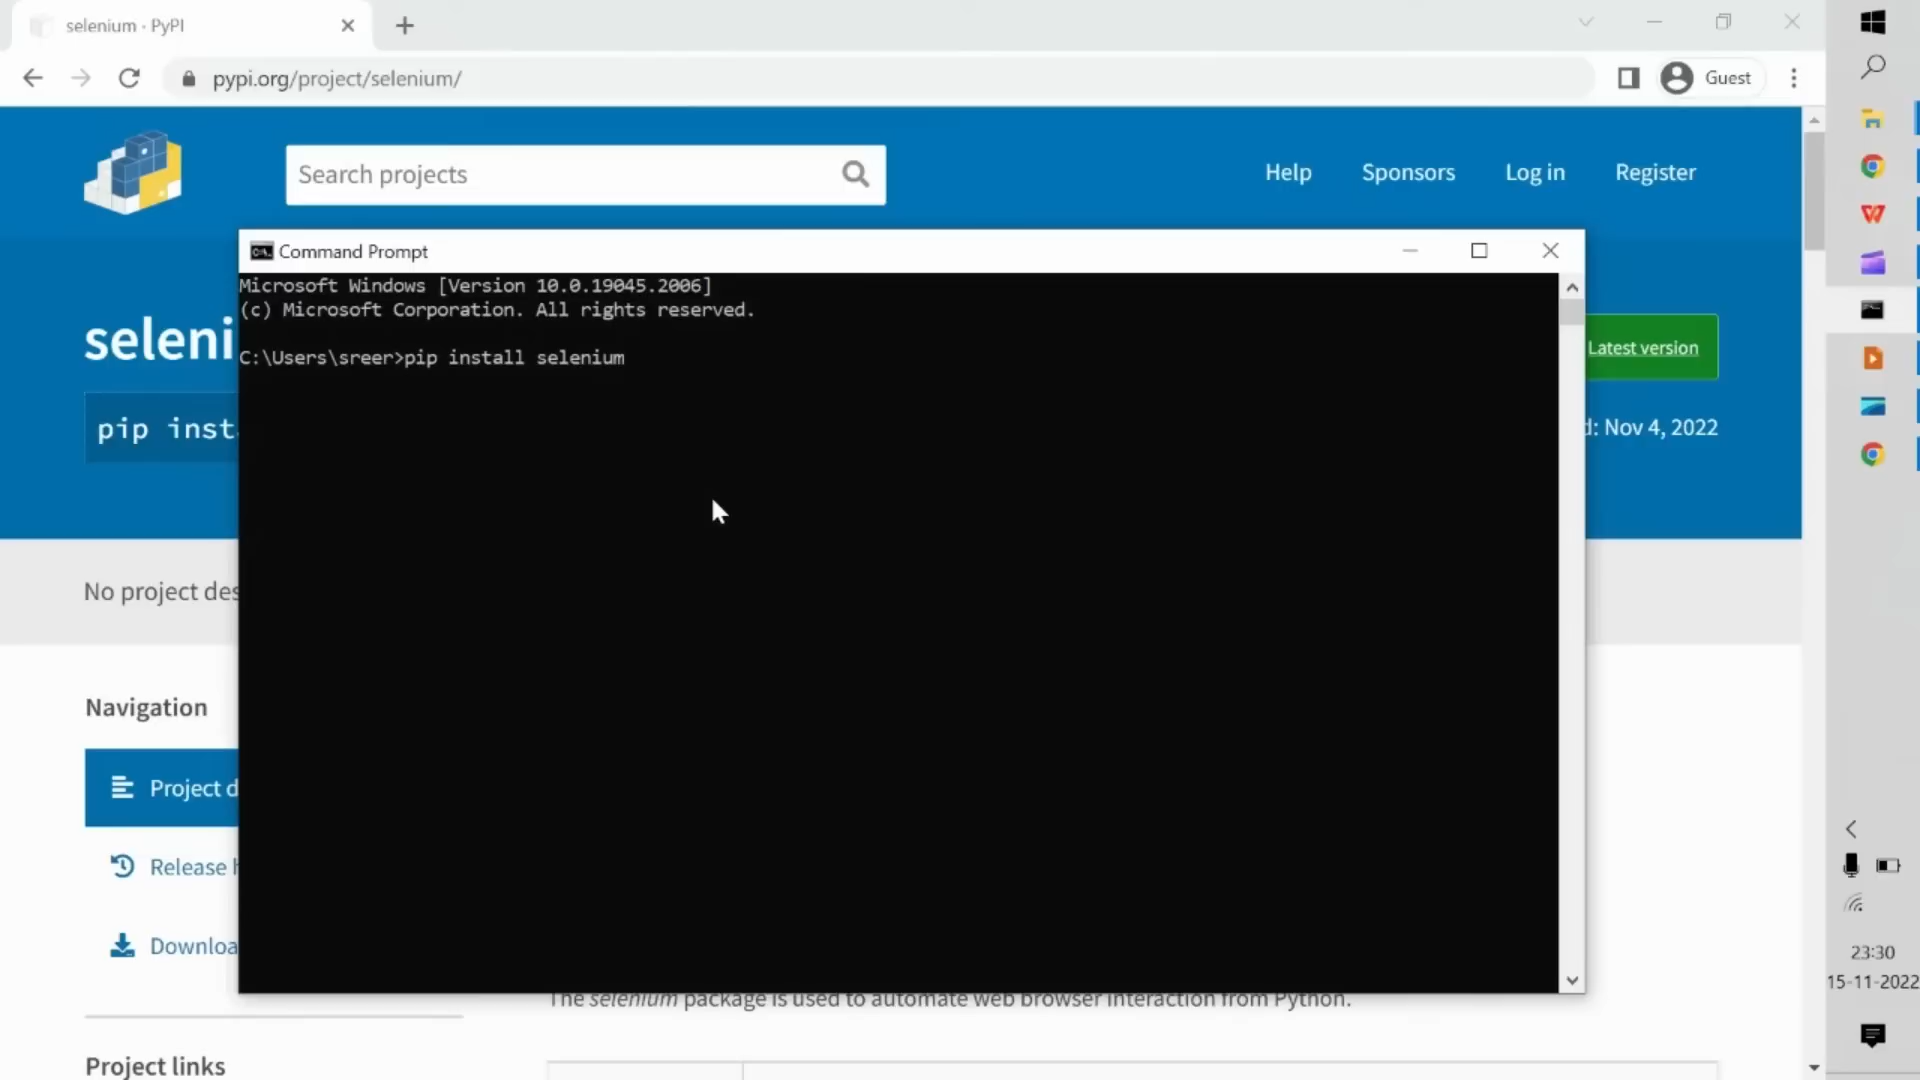 selenium · PyPI
pypi.org/project/selenium/
Guest
Search projects
Help
Sponsors
Log in
Register
Command Prompt
Microsoft Windows [Version 10.0.19045.2006]
(c) Microsoft Corporation. All rights reserved.
C:\Users\sreer>pip install selenium
seleni
Latest version
pip inst
d: Nov 4, 2022
No project des
Navigation
Project d
Release h
Downloa
The selenium package is used to automate web browser interaction from Python.
Project links
23:30
15-11-2022